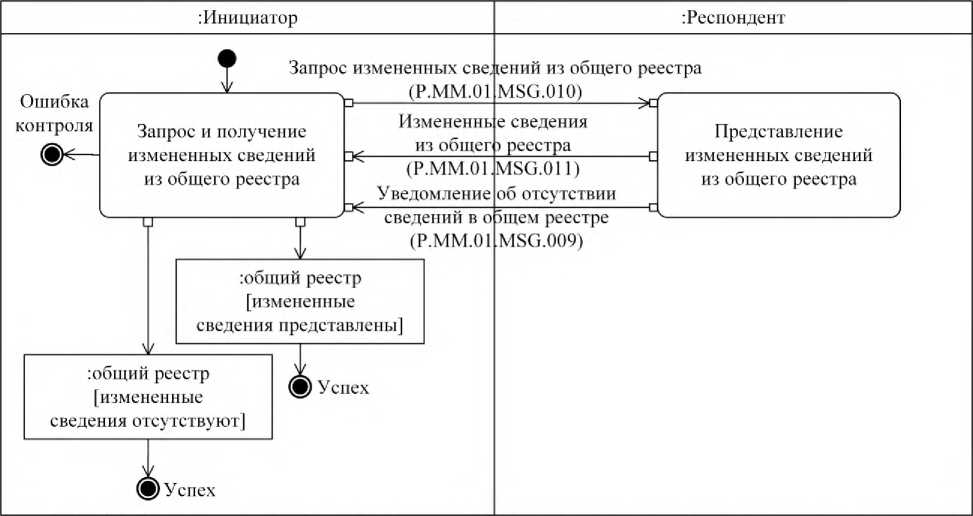 :Инициатор
:Респондент
Запрос измененных сведений из общего реестра
(P.MM.01.MSG.010)
Ошибка
контроля
Запрос и получение
измененных сведений
из общего реестра
Измененные сведения
из общего реестра
(P.MM.01.MSG.011)
Уведомление об отсутствии
сведений в общем реестре
(P.MM.01.MSG.009)
Представление
измененных сведений
из общего реестра
:общий реестр
[измененные
сведения представлены]
Успех
:общий реестр
[измененные
сведения отсутствуют]
Успех